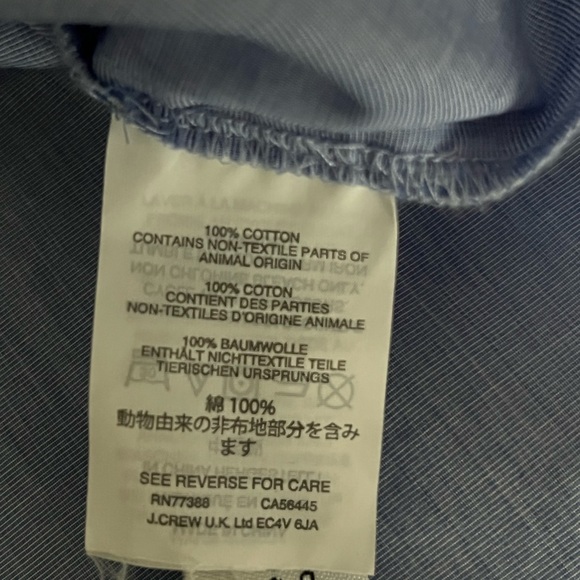 100% COTTON
CONTAINS NON-TEXTILE PARTS OF
ANIMAL ORIGIN
100% COTON
CONTIENT DES PARTIES
NON-TEXTILES D'ORIGINE ANIMALE
100% BAUMWOLLE
ENTHÄLT NICHTTEXTILE TEILE
TIERISCHEN URSPRUNGS
綿 100%
動物由来の非布地部分を含み
ます
SEE REVERSE FOR CARE
RN77388 CA56445
J.CREW U.K. Ltd EC4V 6JA